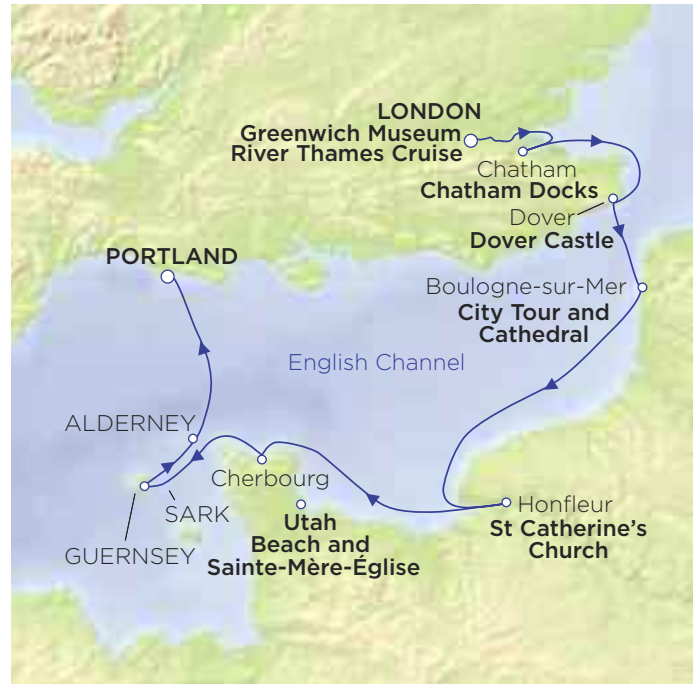 LONDON
Greenwich Museum
River Thames Cruise
Chatham
Chatham Docks
Dover
Dover Castle
PORTLAND
Boulogne-sur-Mer
City Tour and
Cathedral
English Channel
ALDERNEY
Cherbourg
SARK
GUERNSEY
Utah
Beach and
Sainte-Mère-Église
Honfleur
St Catherine’s
Church